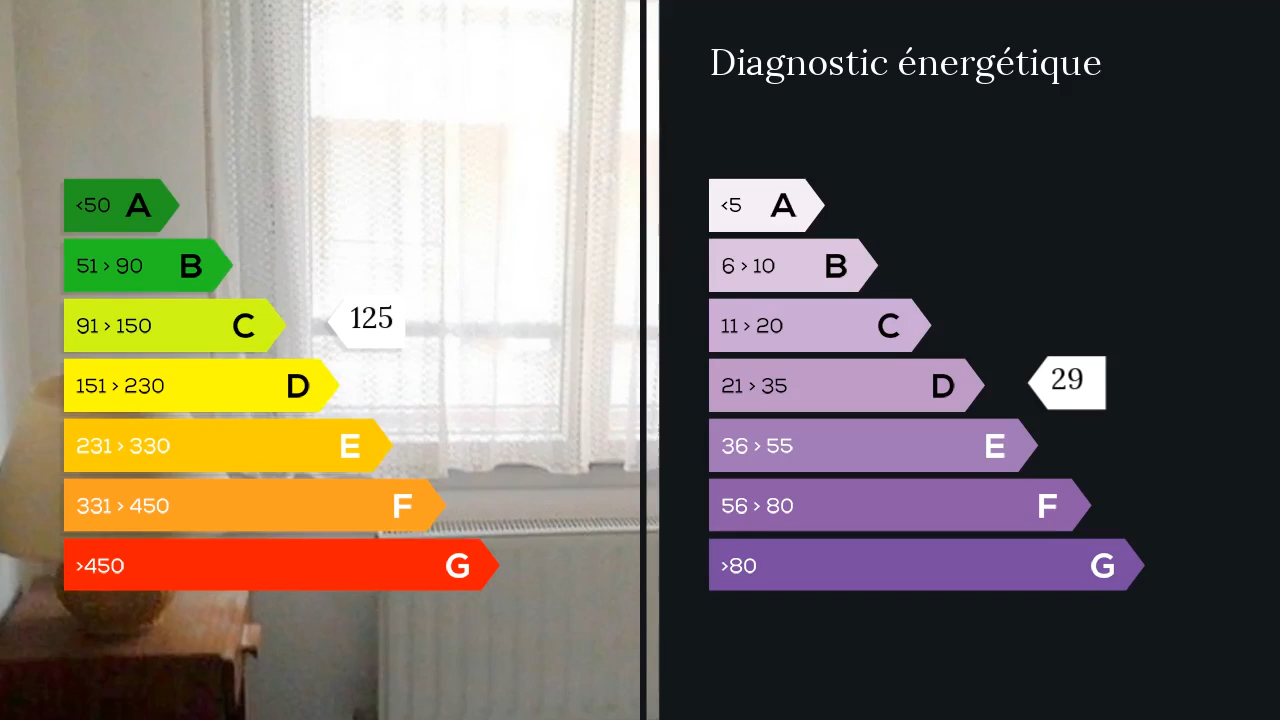 Diagnostic énergétique
<50 A
51 > 90 B
91 > 150 C
125
151 > 230 D
231 > 330 E
331 > 450 F
>450 G
<5 A
6 > 10 B
11 > 20 C
21 > 35 D
29
36 > 55 E
56 > 80 F
>80 G